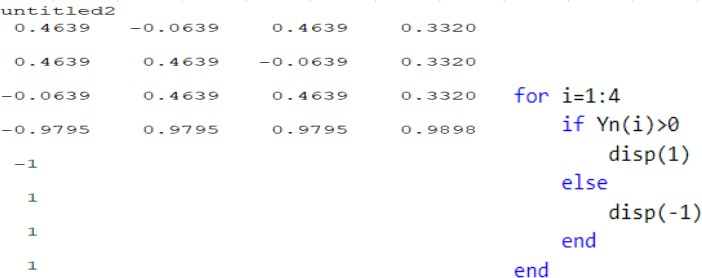 untitled2
0.4639 -0.0639 0.4639 0.3320
0.4639 0.4639 -0.0639 0.3320
-0.0639 0.4639 0.4639 0.3320
-0.9795 0.9795 0.9795 0.9898
-1
1
1
1
for i=1:4
if Yn(i)>0
disp(1)
else
disp(-1)
end
end